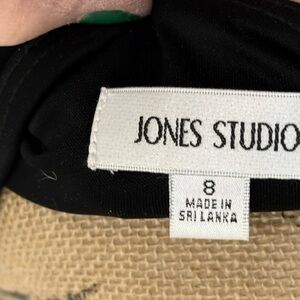 JONES STUDIO
8
MADE IN
SRI LANKA